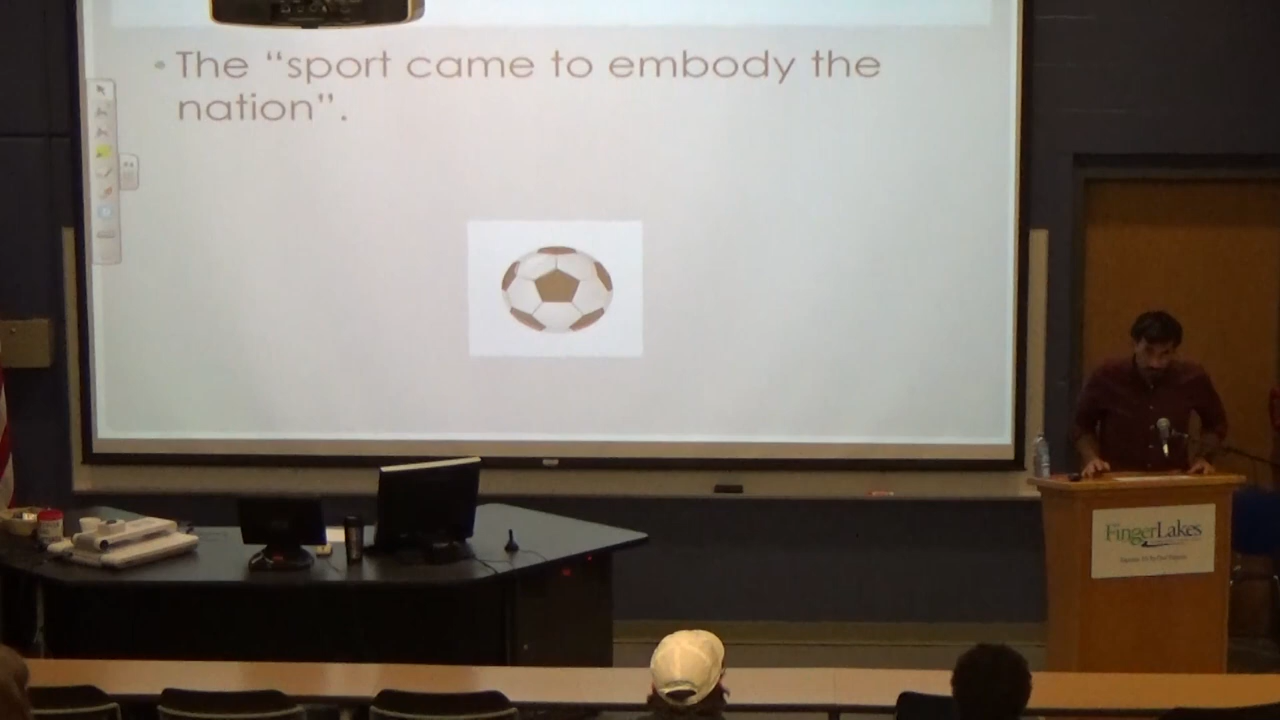 • The “sport came to embody the
nation”.
FingerLakes